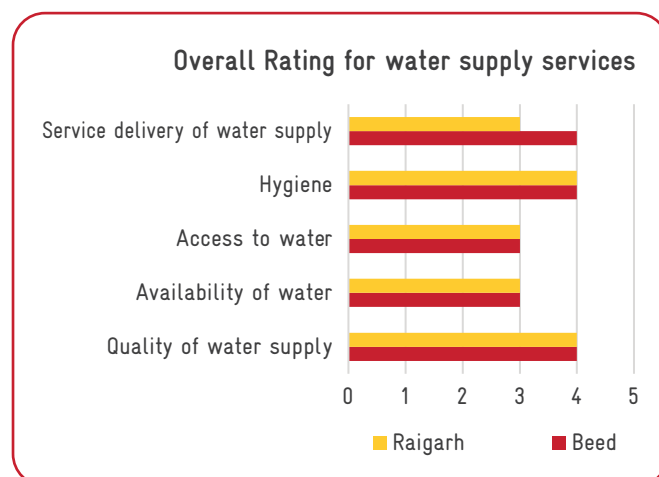 Overall Rating for water supply services
Service delivery of water supply
Hygiene
Access to water
Availability of water
Quality of water supply
0 1 2 3 4 5
Raigarh Beed